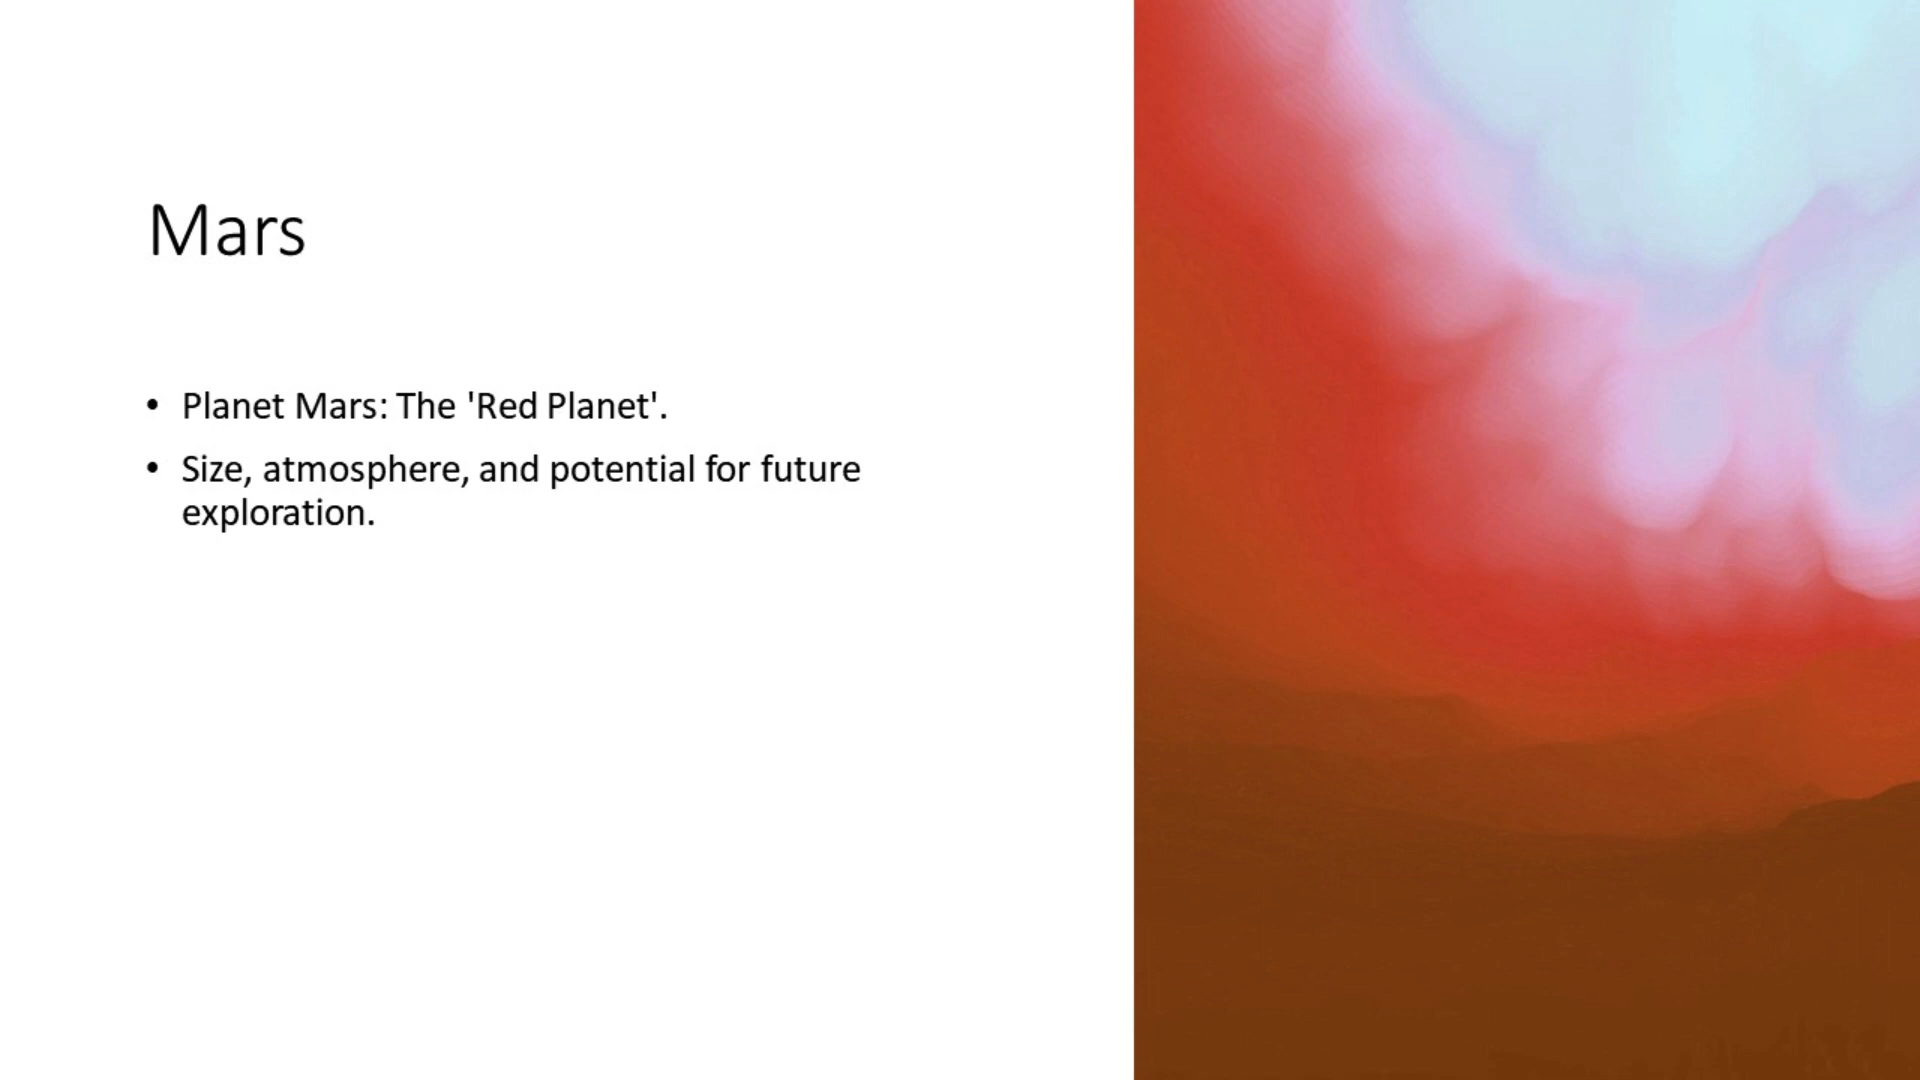 Mars
• Planet Mars: The 'Red Planet'.
• Size, atmosphere, and potential for future
exploration.